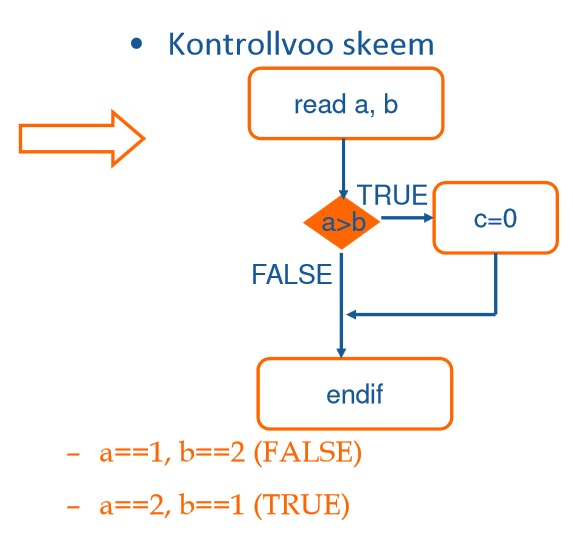 • Kontrollvoo skeem
read a, b
TRUE
a>b
c=0
FALSE
endif
– a==1, b==2 (FALSE)
– a==2, b==1 (TRUE)